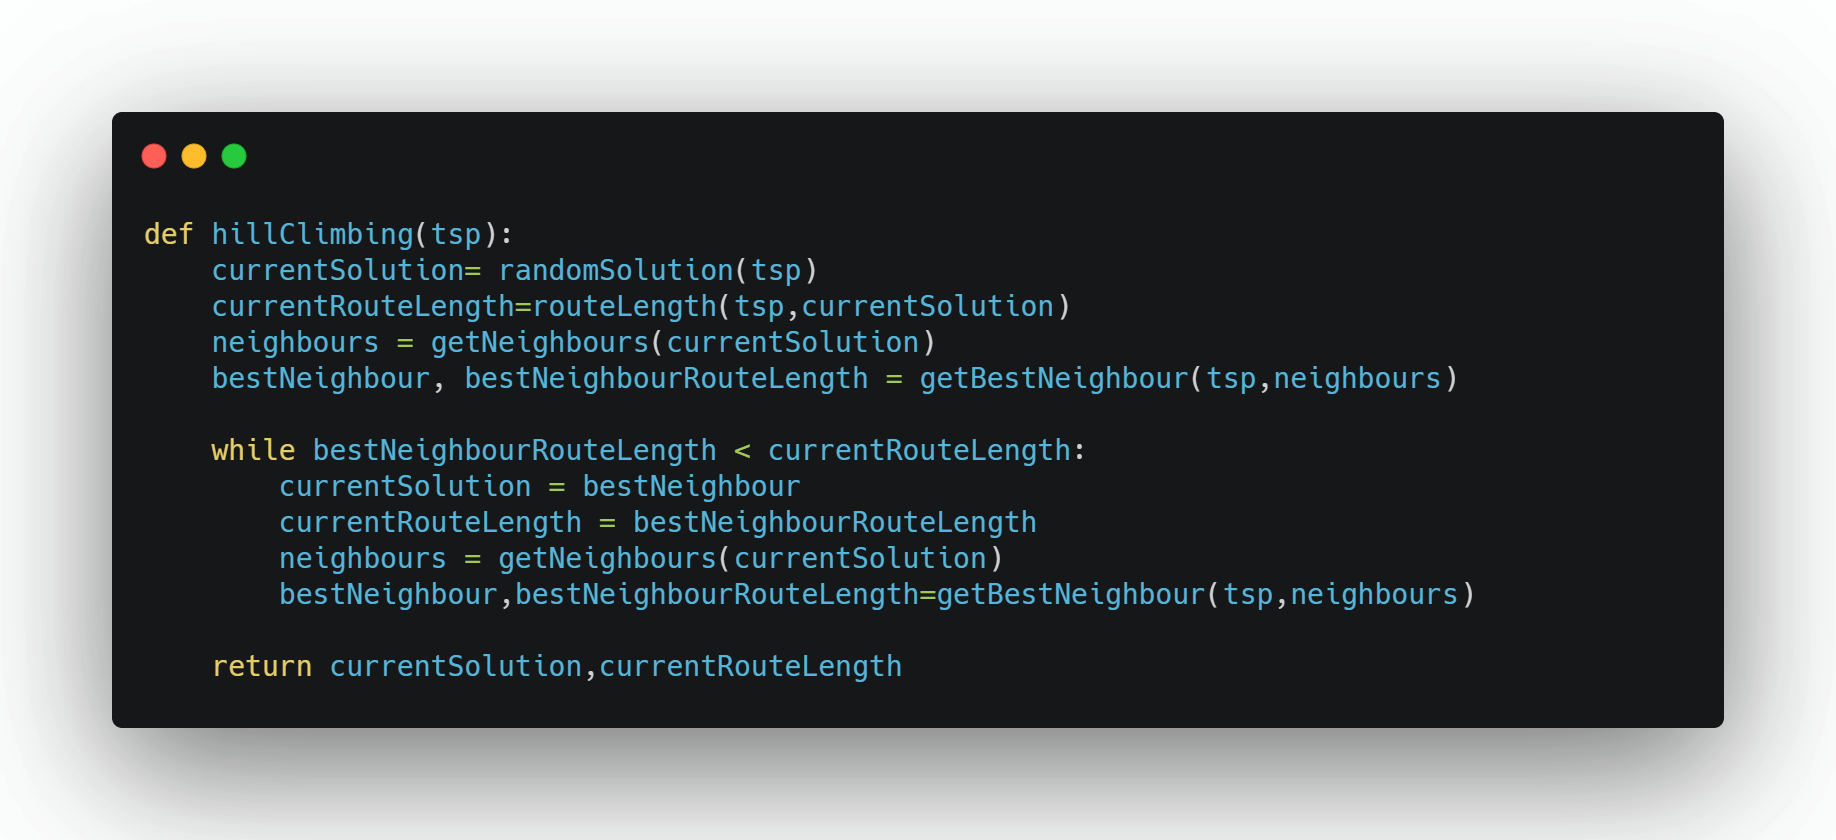 def hillClimbing(tsp):
    currentSolution= randomSolution(tsp)
    currentRouteLength=routeLength(tsp,currentSolution)
    neighbours = getNeighbours(currentSolution)
    bestNeighbour, bestNeighbourRouteLength = getBestNeighbour(tsp,neighbours)

    while bestNeighbourRouteLength < currentRouteLength:
        currentSolution = bestNeighbour
        currentRouteLength = bestNeighbourRouteLength
        neighbours = getNeighbours(currentSolution)
        bestNeighbour,bestNeighbourRouteLength=getBestNeighbour(tsp,neighbours)

    return currentSolution,currentRouteLength